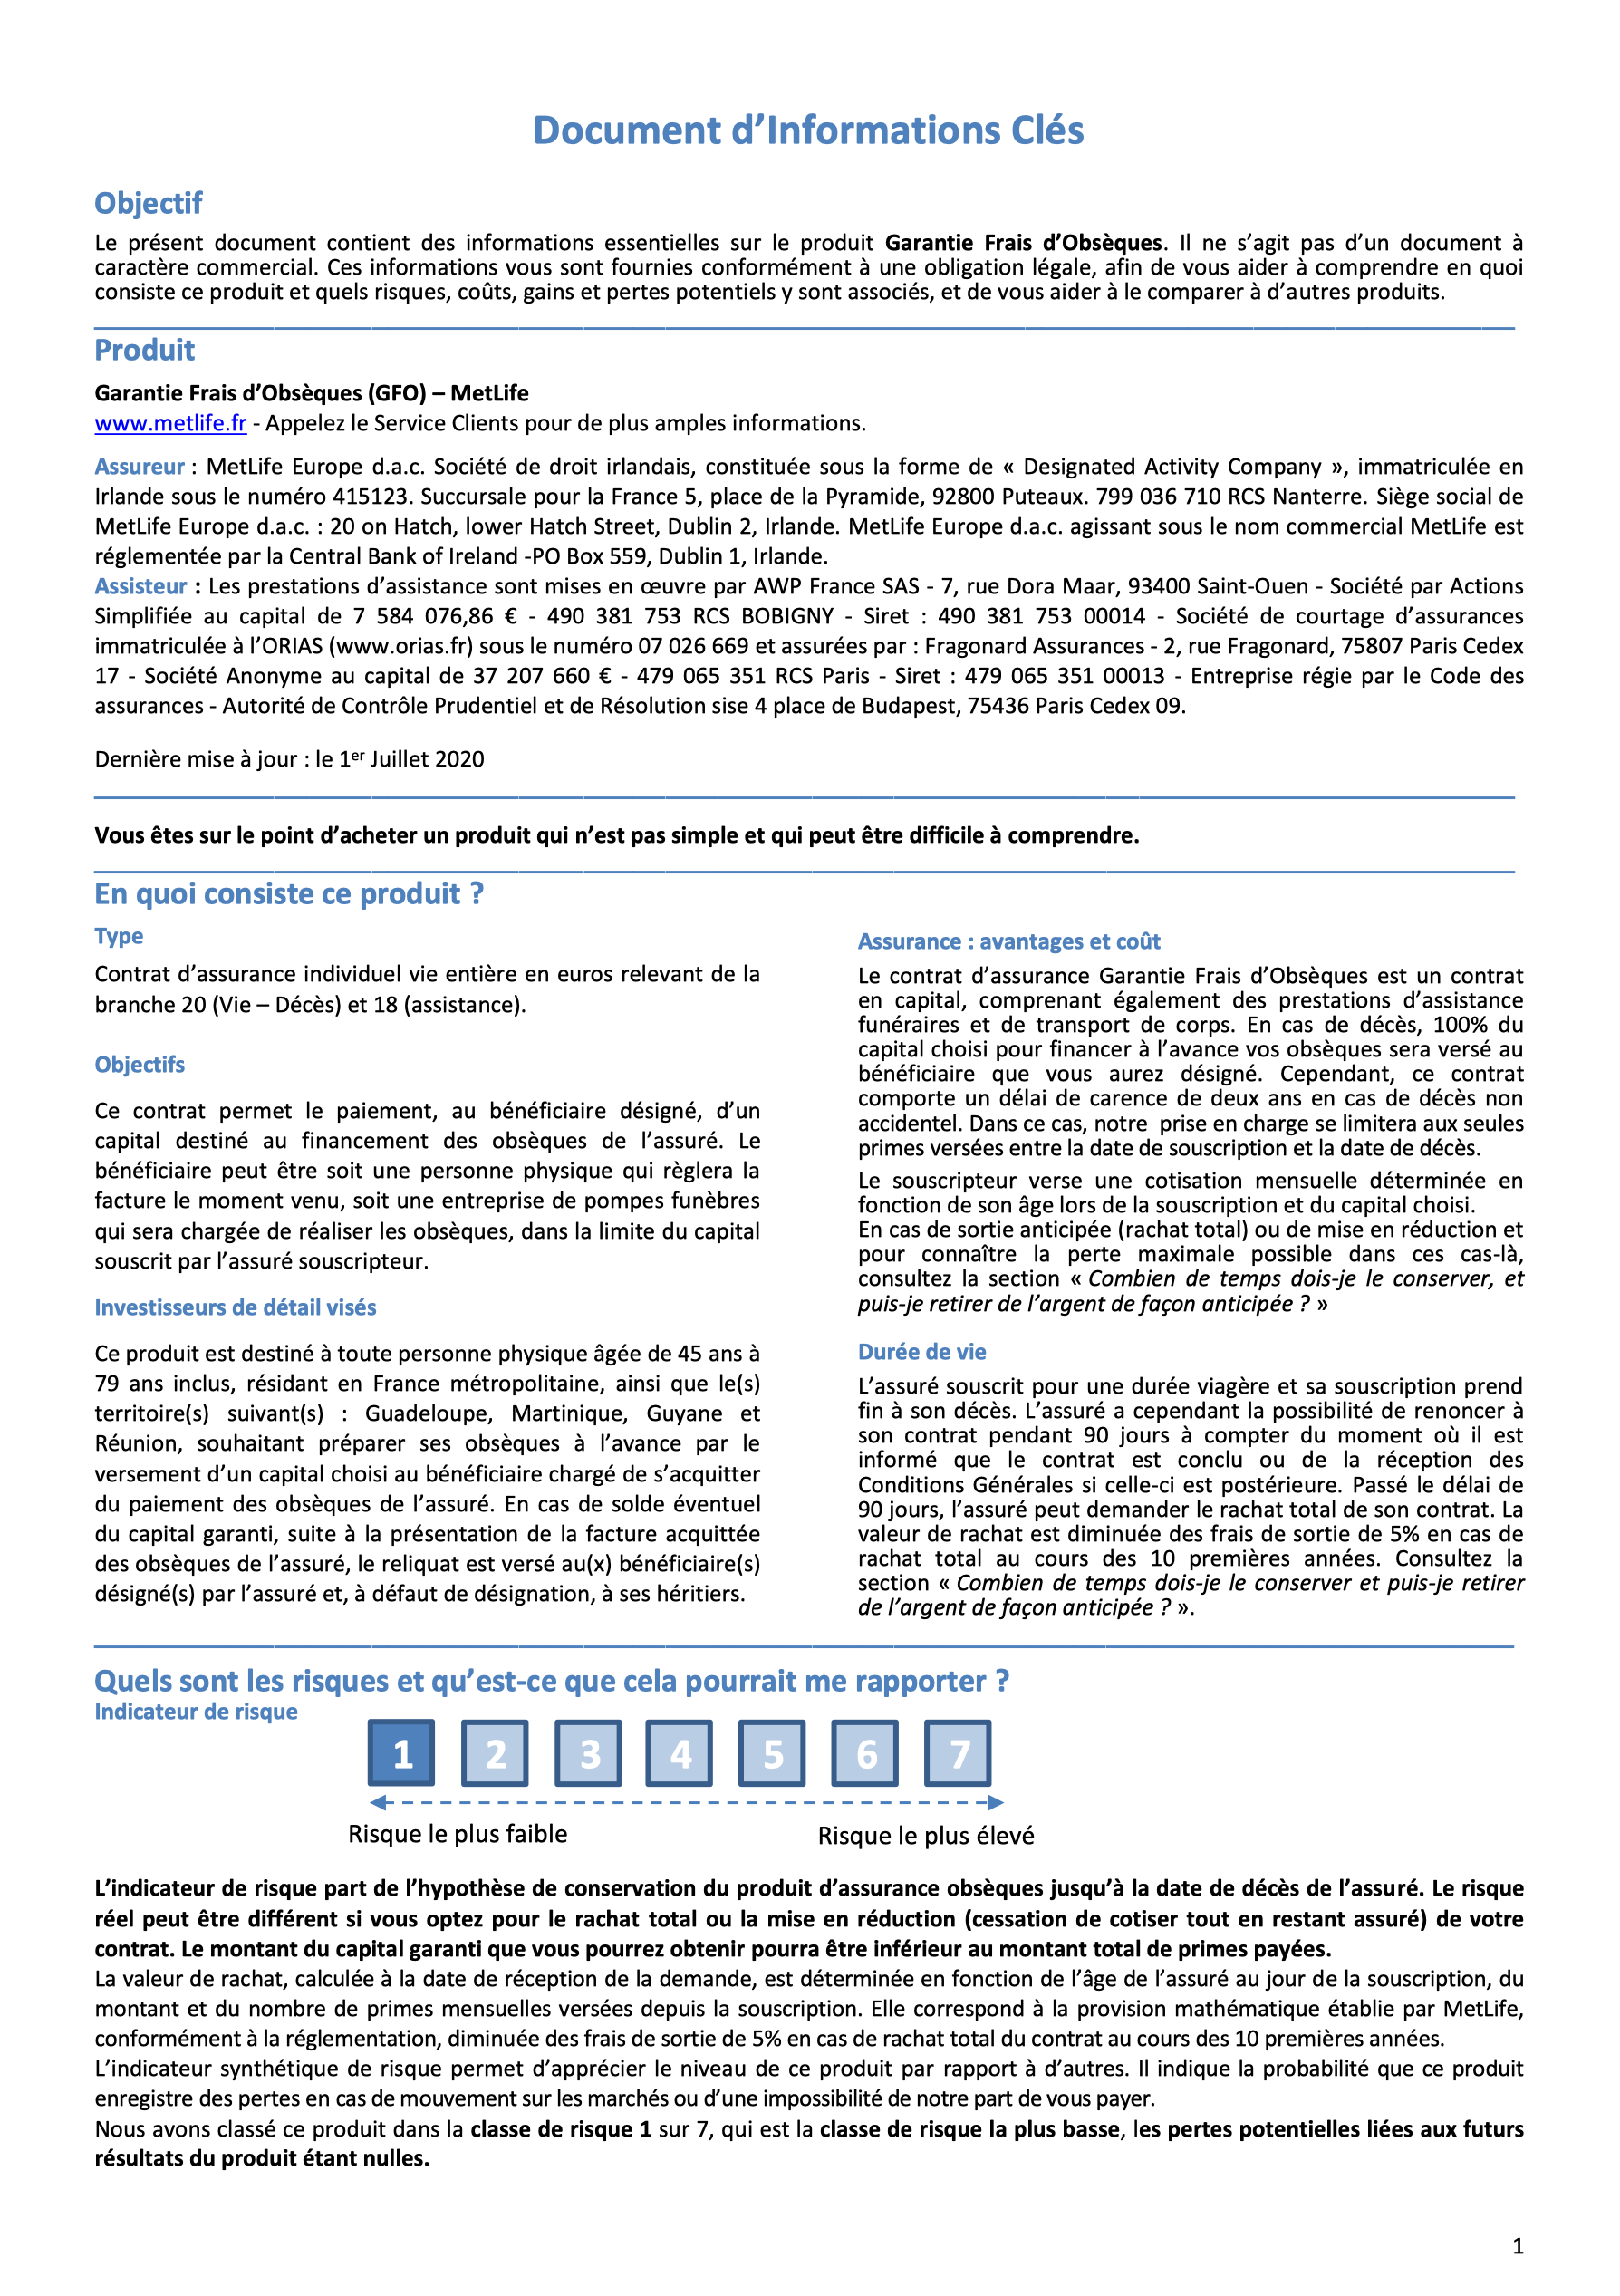 Document d’Informations Clés
Objectif
Le présent document contient des informations essentielles sur le produit Garantie Frais d’Obsèques. Il ne s’agit pas d’un document à
caractère commercial. Ces informations vous sont fournies conformément à une obligation légale, afin de vous aider à comprendre en quoi
consiste ce produit et quels risques, coûts, gains et pertes potentiels y sont associés, et de vous aider à le comparer à d’autres produits.
Produit
Garantie Frais d’Obsèques (GFO) – MetLife
www.metlife.fr - Appelez le Service Clients pour de plus amples informations.
Assureur : MetLife Europe d.a.c. Société de droit irlandais, constituée sous la forme de « Designated Activity Company », immatriculée en
Irlande sous le numéro 415123. Succursale pour la France 5, place de la Pyramide, 92800 Puteaux. 799 036 710 RCS Nanterre. Siège social de
MetLife Europe d.a.c. : 20 on Hatch, lower Hatch Street, Dublin 2, Irlande. MetLife Europe d.a.c. agissant sous le nom commercial MetLife est
réglementée par la Central Bank of Ireland -PO Box 559, Dublin 1, Irlande.
Assisteur : Les prestations d’assistance sont mises en œuvre par AWP France SAS - 7, rue Dora Maar, 93400 Saint-Ouen - Société par Actions
Simplifiée au capital de 7 584 076,86 € - 490 381 753 RCS BOBIGNY - Siret : 490 381 753 00014 - Société de courtage d’assurances
immatriculée à l’ORIAS (www.orias.fr) sous le numéro 07 026 669 et assurées par : Fragonard Assurances - 2, rue Fragonard, 75807 Paris Cedex
17 - Société Anonyme au capital de 37 207 660 € - 479 065 351 RCS Paris - Siret : 479 065 351 00013 - Entreprise régie par le Code des
assurances - Autorité de Contrôle Prudentiel et de Résolution sise 4 place de Budapest, 75436 Paris Cedex 09.
Dernière mise à jour : le 1er Juillet 2020
Vous êtes sur le point d’acheter un produit qui n’est pas simple et qui peut être difficile à comprendre.
En quoi consiste ce produit ?
Type
Contrat d’assurance individuel vie entière en euros relevant de la
branche 20 (Vie – Décès) et 18 (assistance).
Objectifs
Ce contrat permet le paiement, au bénéficiaire désigné, d’un
capital destiné au financement des obsèques de l’assuré. Le
bénéficiaire peut être soit une personne physique qui règlera la
facture le moment venu, soit une entreprise de pompes funèbres
qui sera chargée de réaliser les obsèques, dans la limite du capital
souscrit par l’assuré souscripteur.
Investisseurs de détail visés
Ce produit est destiné à toute personne physique âgée de 45 ans à
79 ans inclus, résidant en France métropolitaine, ainsi que le(s)
territoire(s) suivant(s) : Guadeloupe, Martinique, Guyane et
Réunion, souhaitant préparer ses obsèques à l’avance par le
versement d’un capital choisi au bénéficiaire chargé de s’acquitter
du paiement des obsèques de l’assuré. En cas de solde éventuel
du capital garanti, suite à la présentation de la facture acquittée
des obsèques de l’assuré, le reliquat est versé au(x) bénéficiaire(s)
désigné(s) par l’assuré et, à défaut de désignation, à ses héritiers.
Assurance : avantages et coût
Le contrat d’assurance Garantie Frais d’Obsèques est un contrat
en capital, comprenant également des prestations d’assistance
funéraires et de transport de corps. En cas de décès, 100% du
capital choisi pour financer à l’avance vos obsèques sera versé au
bénéficiaire que vous aurez désigné. Cependant, ce contrat
comporte un délai de carence de deux ans en cas de décès non
accidentel. Dans ce cas, notre prise en charge se limitera aux seules
primes versées entre la date de souscription et la date de décès.
Le souscripteur verse une cotisation mensuelle déterminée en
fonction de son âge lors de la souscription et du capital choisi.
En cas de sortie anticipée (rachat total) ou de mise en réduction et
pour connaître la perte maximale possible dans ces cas-là,
consultez la section « Combien de temps dois-je le conserver, et
puis-je retirer de l’argent de façon anticipée ? »
Durée de vie
L’assuré souscrit pour une durée viagère et sa souscription prend
fin à son décès. L’assuré a cependant la possibilité de renoncer à
son contrat pendant 90 jours à compter du moment où il est
informé que le contrat est conclu ou de la réception des
Conditions Générales si celle-ci est postérieure. Passé le délai de
90 jours, l’assuré peut demander le rachat total de son contrat. La
valeur de rachat est diminuée des frais de sortie de 5% en cas de
rachat total au cours des 10 premières années. Consultez la
section « Combien de temps dois-je le conserver et puis-je retirer
de l’argent de façon anticipée ? ».
Quels sont les risques et qu’est-ce que cela pourrait me rapporter ?
Indicateur de risque
1 2 3 4 5 6 7
Risque le plus faible Risque le plus élevé
L’indicateur de risque part de l’hypothèse de conservation du produit d’assurance obsèques jusqu’à la date de décès de l’assuré. Le risque
réel peut être différent si vous optez pour le rachat total ou la mise en réduction (cessation de cotiser tout en restant assuré) de votre
contrat. Le montant du capital garanti que vous pourrez obtenir pourra être inférieur au montant total de primes payées.
La valeur de rachat, calculée à la date de réception de la demande, est déterminée en fonction de l’âge de l’assuré au jour de la souscription, du
montant et du nombre de primes mensuelles versées depuis la souscription. Elle correspond à la provision mathématique établie par MetLife,
conformément à la réglementation, diminuée des frais de sortie de 5% en cas de rachat total du contrat au cours des 10 premières années.
L’indicateur synthétique de risque permet d’apprécier le niveau de ce produit par rapport à d’autres. Il indique la probabilité que ce produit
enregistre des pertes en cas de mouvement sur les marchés ou d’une impossibilité de notre part de vous payer.
Nous avons classé ce produit dans la classe de risque 1 sur 7, qui est la classe de risque la plus basse, les pertes potentielles liées aux futurs
résultats du produit étant nulles.
1